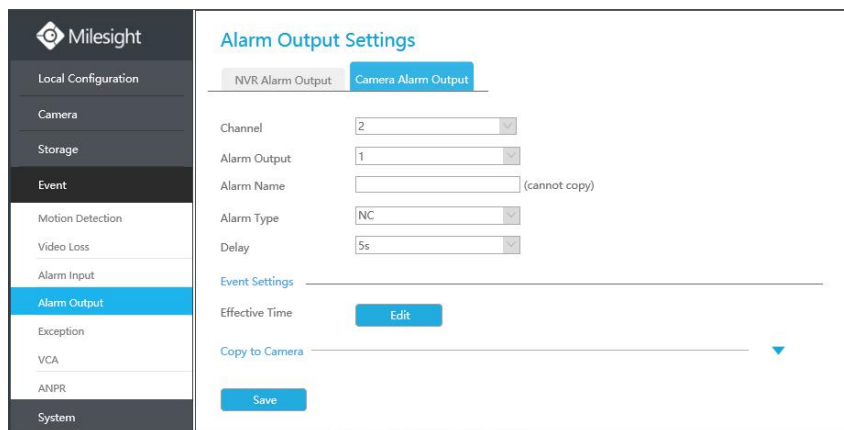 Milesight
Local Configuration
Camera
Storage
Event
Motion Detection
Video Loss
Alarm Input
Alarm Output
Exception
VCA
ANPR
System
Alarm Output Settings
NVR Alarm Output
Camera Alarm Output
Channel 2
Alarm Output 1
Alarm Name (cannot copy)
Alarm Type NC
Delay 5s
Event Settings
Effective Time Edit
Copy to Camera
Save